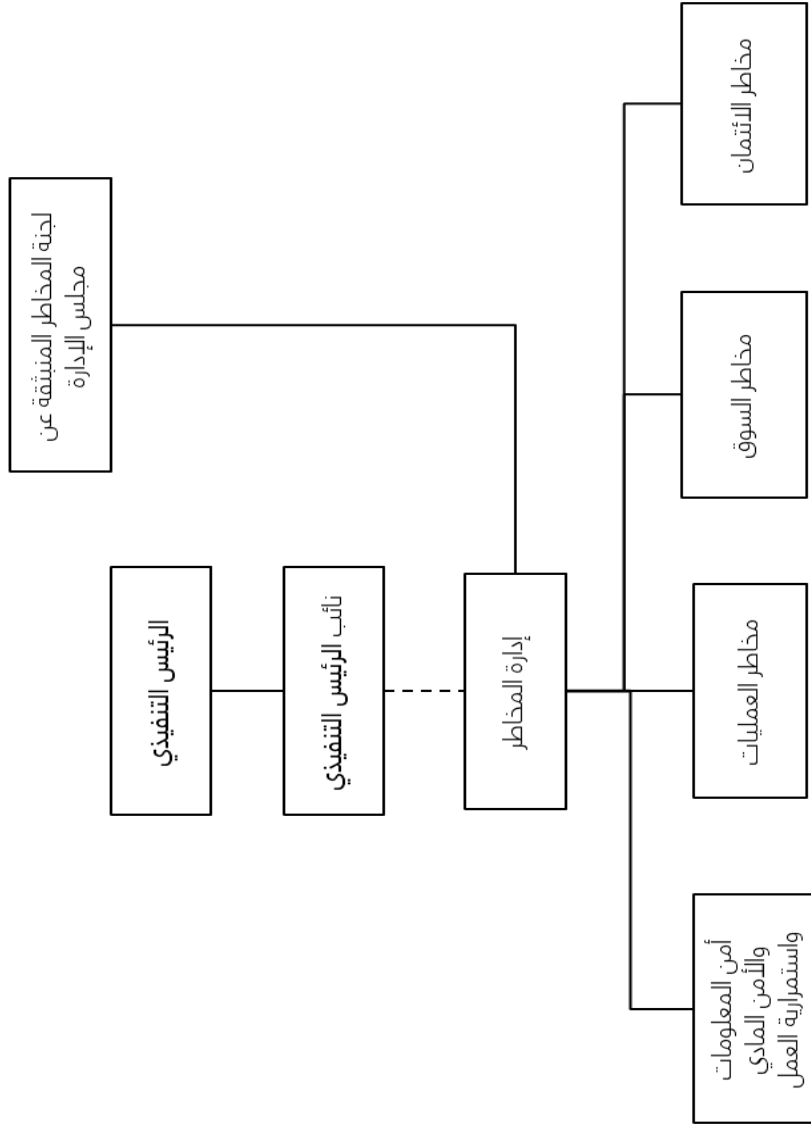 لجنة المخاطر المنبثقة عن
مجلس الإدارة
الرئيس التنفيذي
نائب الرئيس التنفيذي
إدارة المخاطر
مخاطر الائتمان
مخاطر السوق
مخاطر العمليات
أمن المعلومات
والأمن المادي
واستمرارية العمل